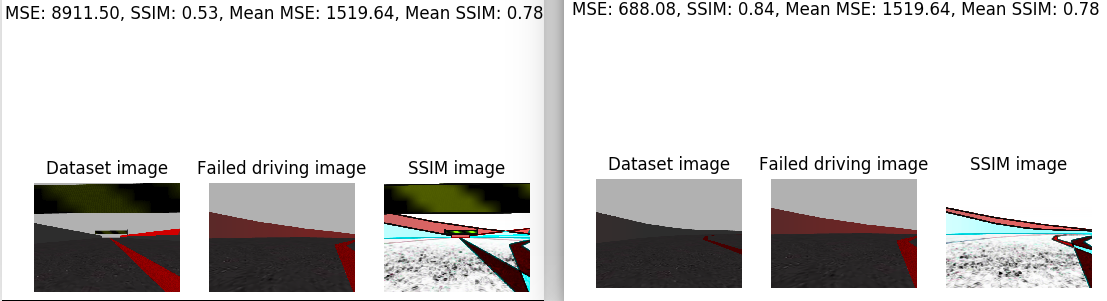 MSE: 8911.50, SSIM: 0.53, Mean MSE: 1519.64, Mean SSIM: 0.78
Dataset image
Failed driving image
SSIM image
MSE: 688.08, SSIM: 0.84, Mean MSE: 1519.64, Mean SSIM: 0.78
Dataset image
Failed driving image
SSIM image